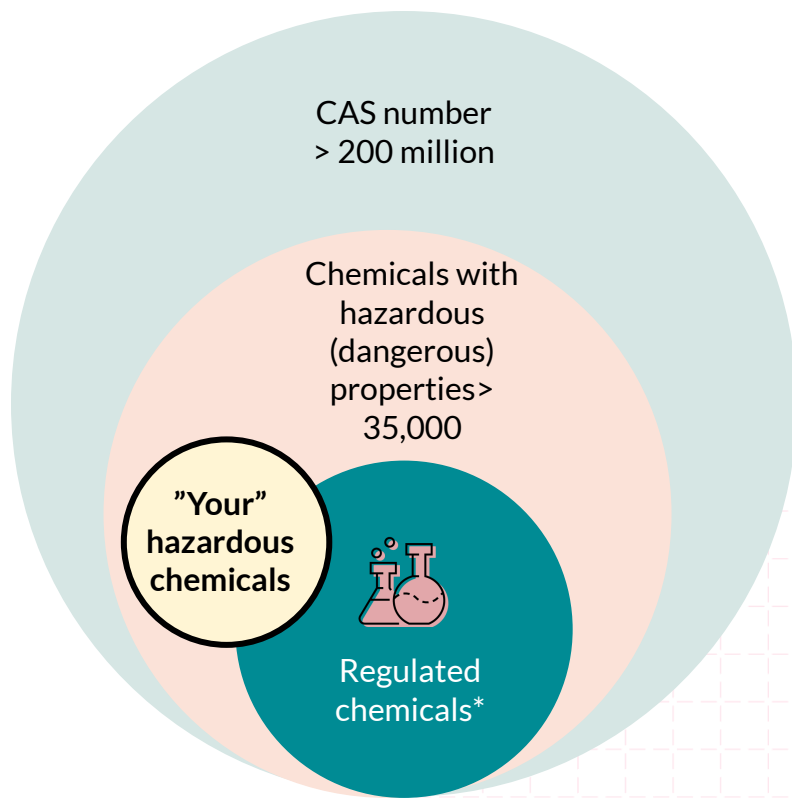 CAS number
> 200 million
Chemicals with
hazardous
(dangerous)
properties>
35,000
”Your”
hazardous
chemicals
Regulated
chemicals*